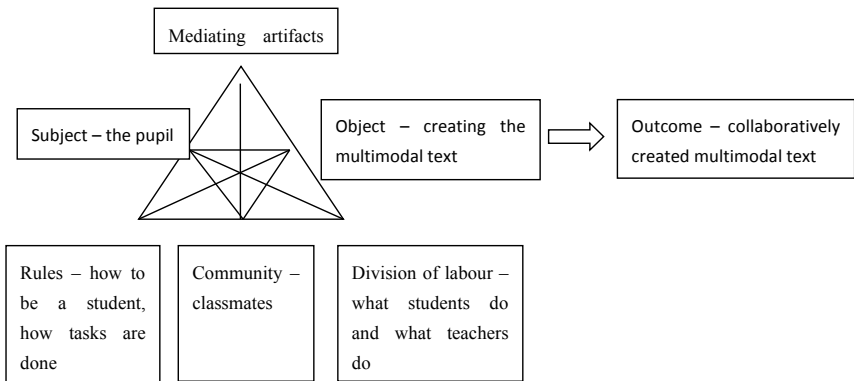 Mediating artifacts
Subject – the pupil
Object – creating the
multimodal text
Outcome – collaboratively
created multimodal text
Rules – how to
be a student,
how tasks are
done
Community –
classmates
Division of labour –
what students do
and what teachers
do